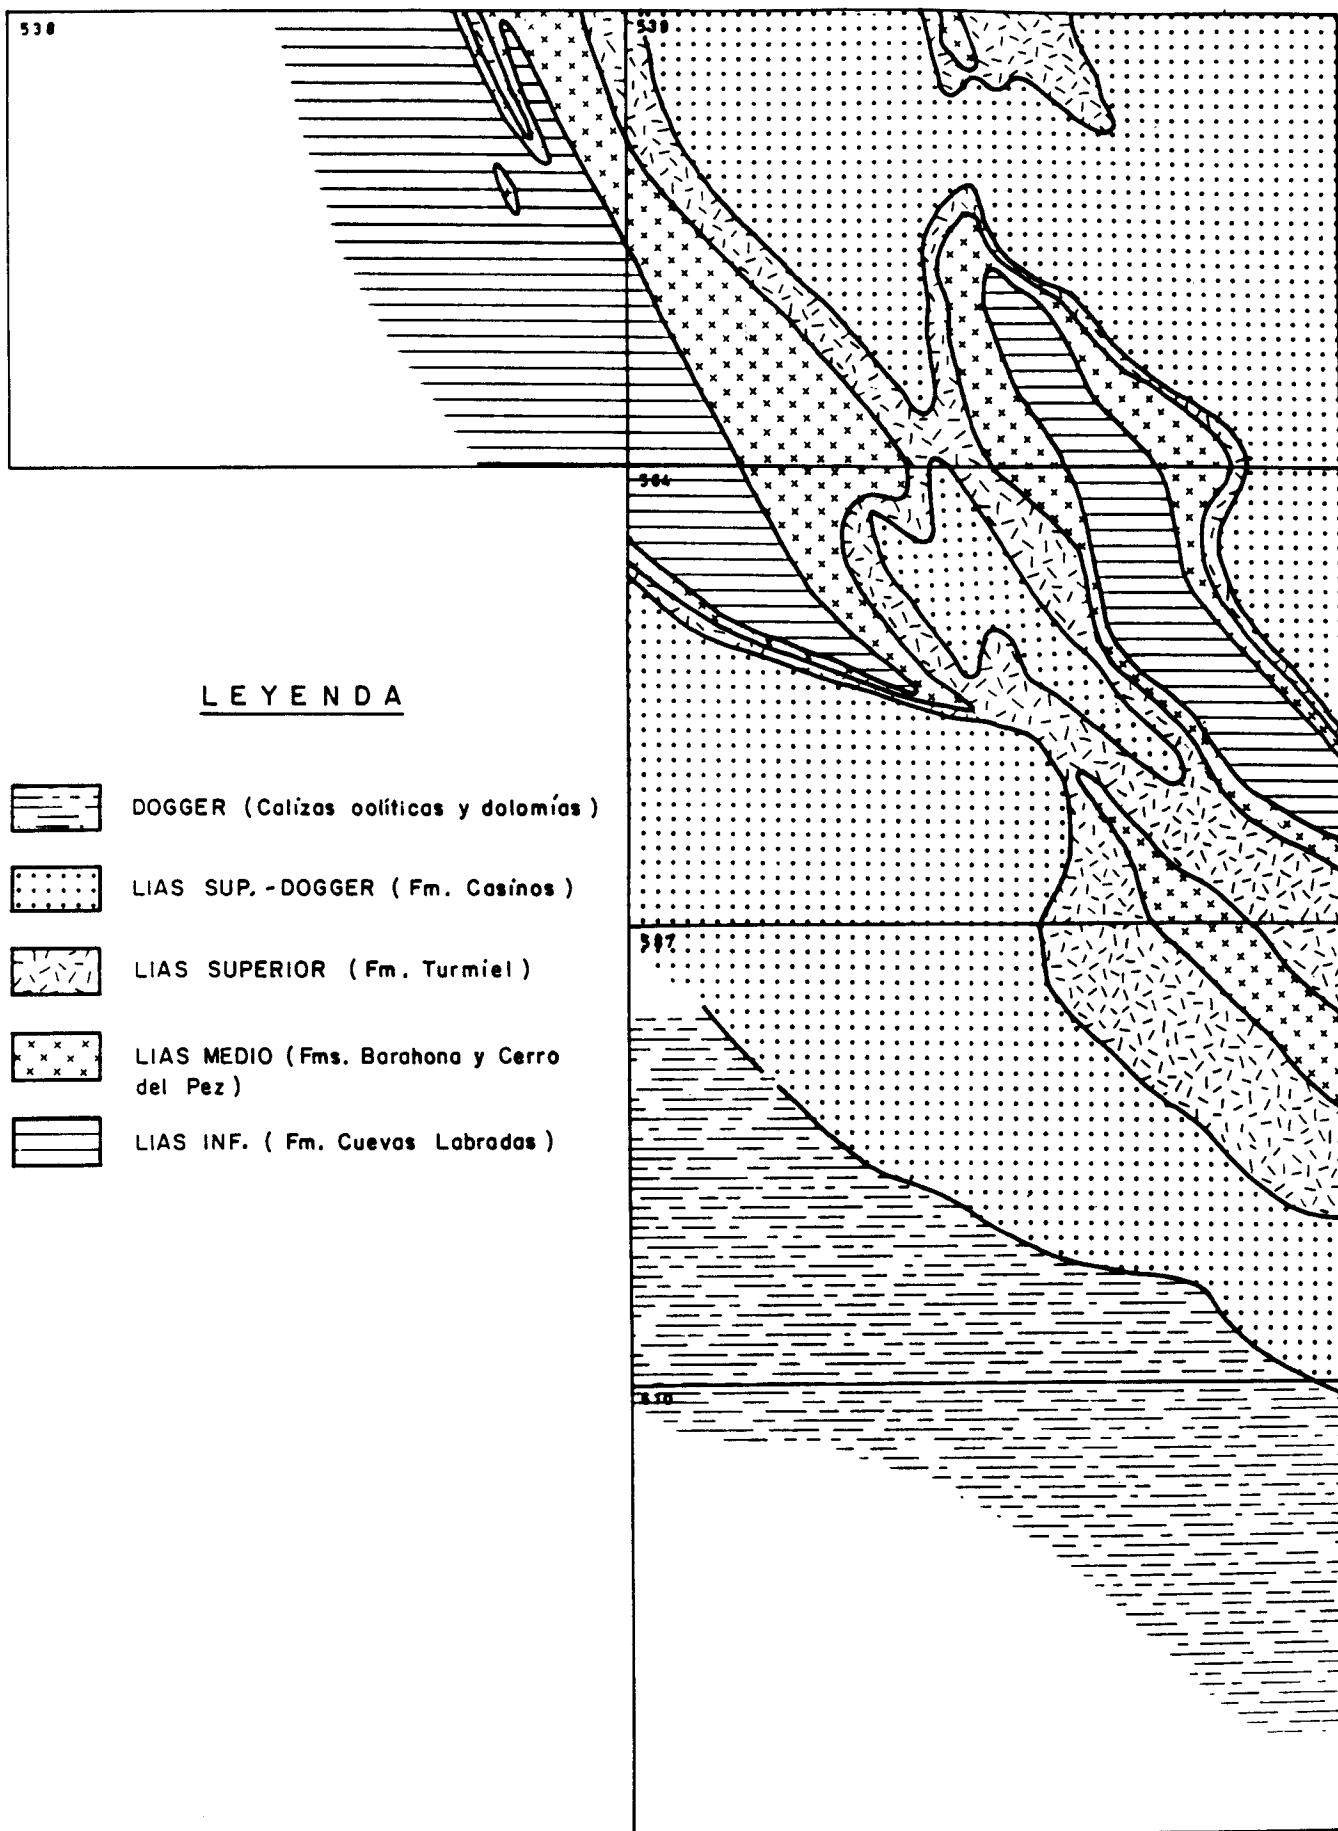 538
539
564
LEYENDA
DOGGER (Calizas oolíticas y dolomías)
LIAS SUP.-DOGGER (Fm. Casinos)
587
LIAS SUPERIOR (Fm. Turmiel)
LIAS MEDIO (Fms. Barahona y Cerro
del Pez)
LIAS INF. (Fm. Cuevas Labradas)